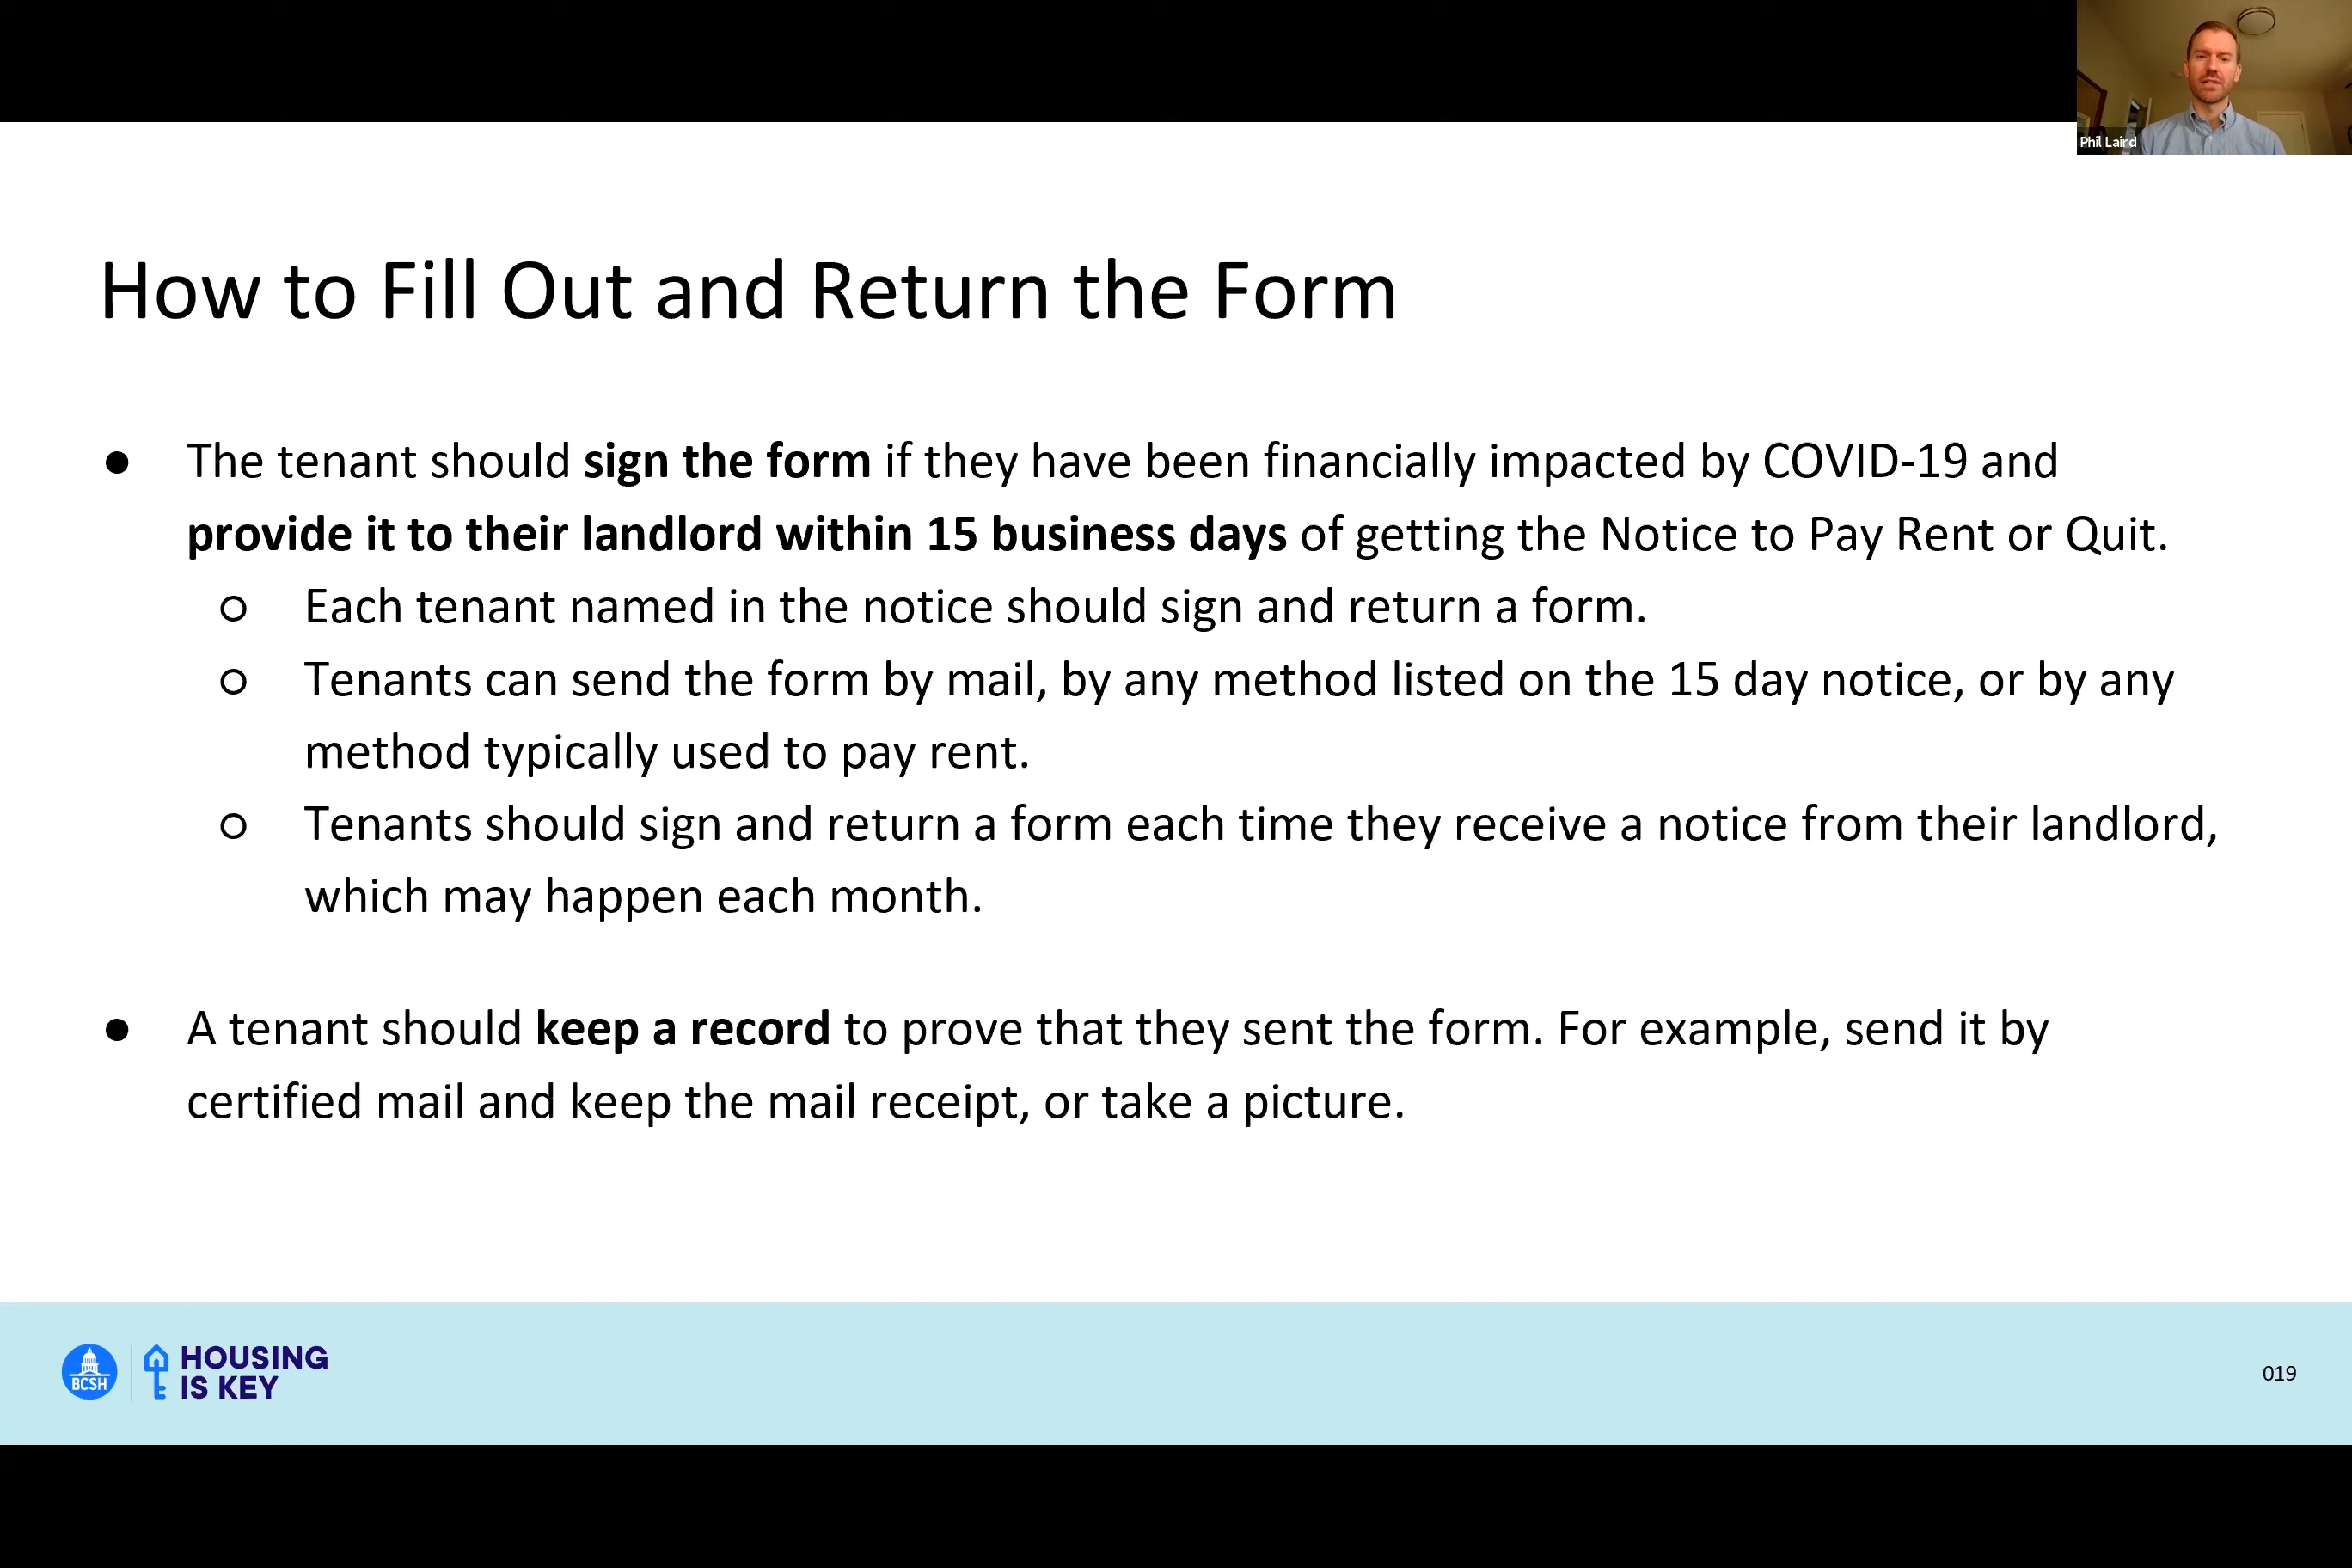 Phil Laird
How to Fill Out and Return the Form
● The tenant should sign the form if they have been financially impacted by COVID-19 and
provide it to their landlord within 15 business days of getting the Notice to Pay Rent or Quit.
○ Each tenant named in the notice should sign and return a form.
○ Tenants can send the form by mail, by any method listed on the 15 day notice, or by any
method typically used to pay rent.
○ Tenants should sign and return a form each time they receive a notice from their landlord,
which may happen each month.
● A tenant should keep a record to prove that they sent the form. For example, send it by
certified mail and keep the mail receipt, or take a picture.
BCSH
HOUSING
IS KEY
019